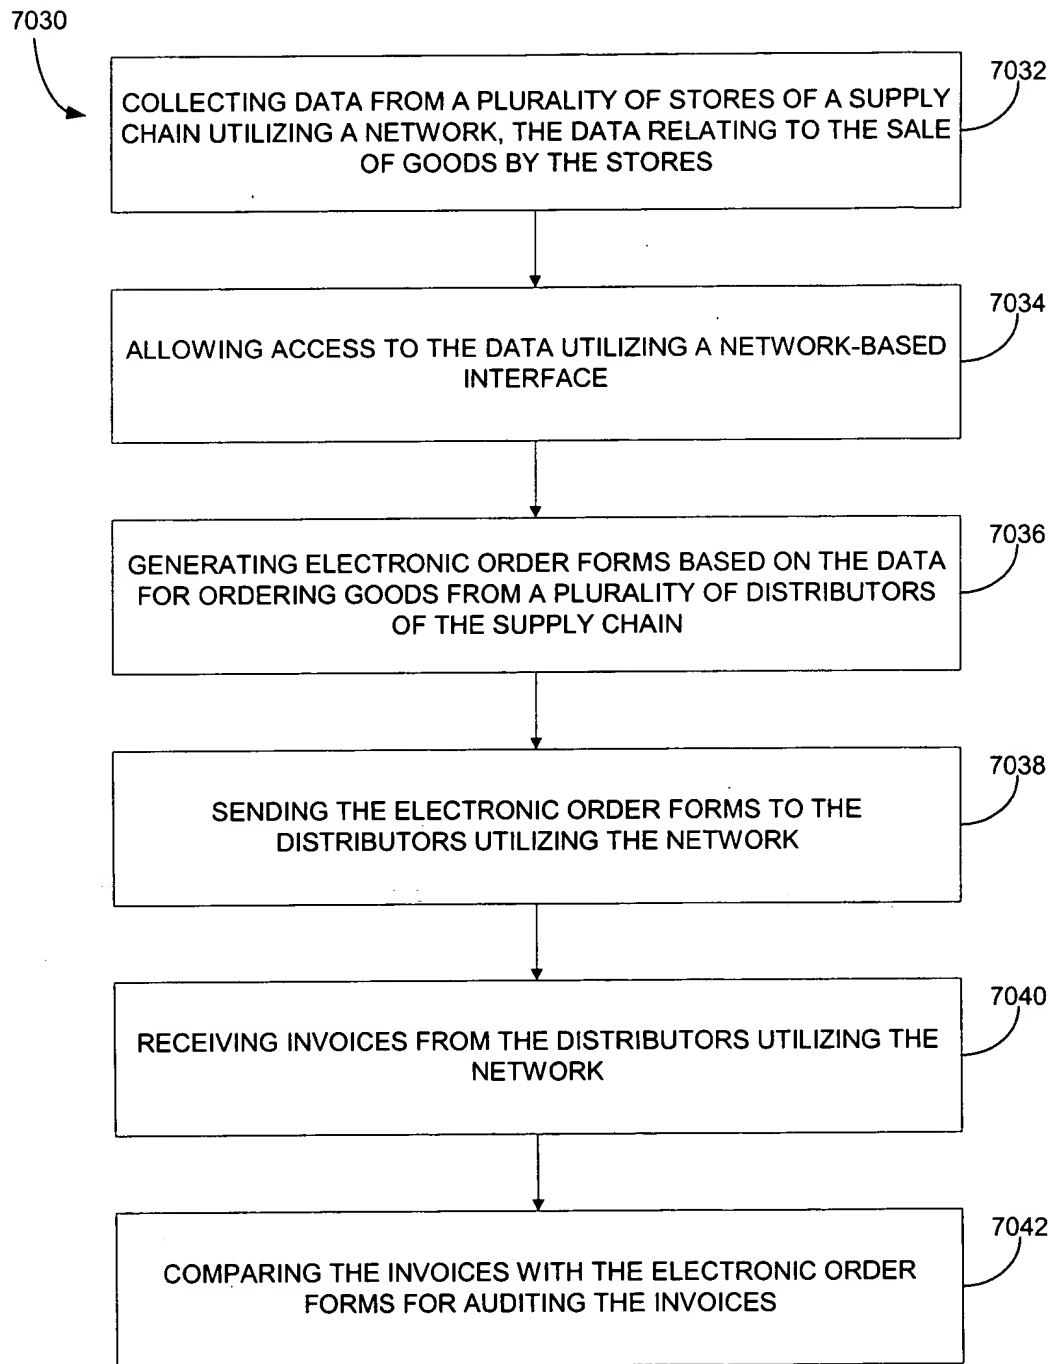 7030
7032
COLLECTING DATA FROM A PLURALITY OF STORES OF A SUPPLY
CHAIN UTILIZING A NETWORK, THE DATA RELATING TO THE SALE
OF GOODS BY THE STORES
7034
ALLOWING ACCESS TO THE DATA UTILIZING A NETWORK-BASED
INTERFACE
7036
GENERATING ELECTRONIC ORDER FORMS BASED ON THE DATA
FOR ORDERING GOODS FROM A PLURALITY OF DISTRIBUTORS
OF THE SUPPLY CHAIN
7038
SENDING THE ELECTRONIC ORDER FORMS TO THE
DISTRIBUTORS UTILIZING THE NETWORK
7040
RECEIVING INVOICES FROM THE DISTRIBUTORS UTILIZING THE
NETWORK
7042
COMPARING THE INVOICES WITH THE ELECTRONIC ORDER
FORMS FOR AUDITING THE INVOICES